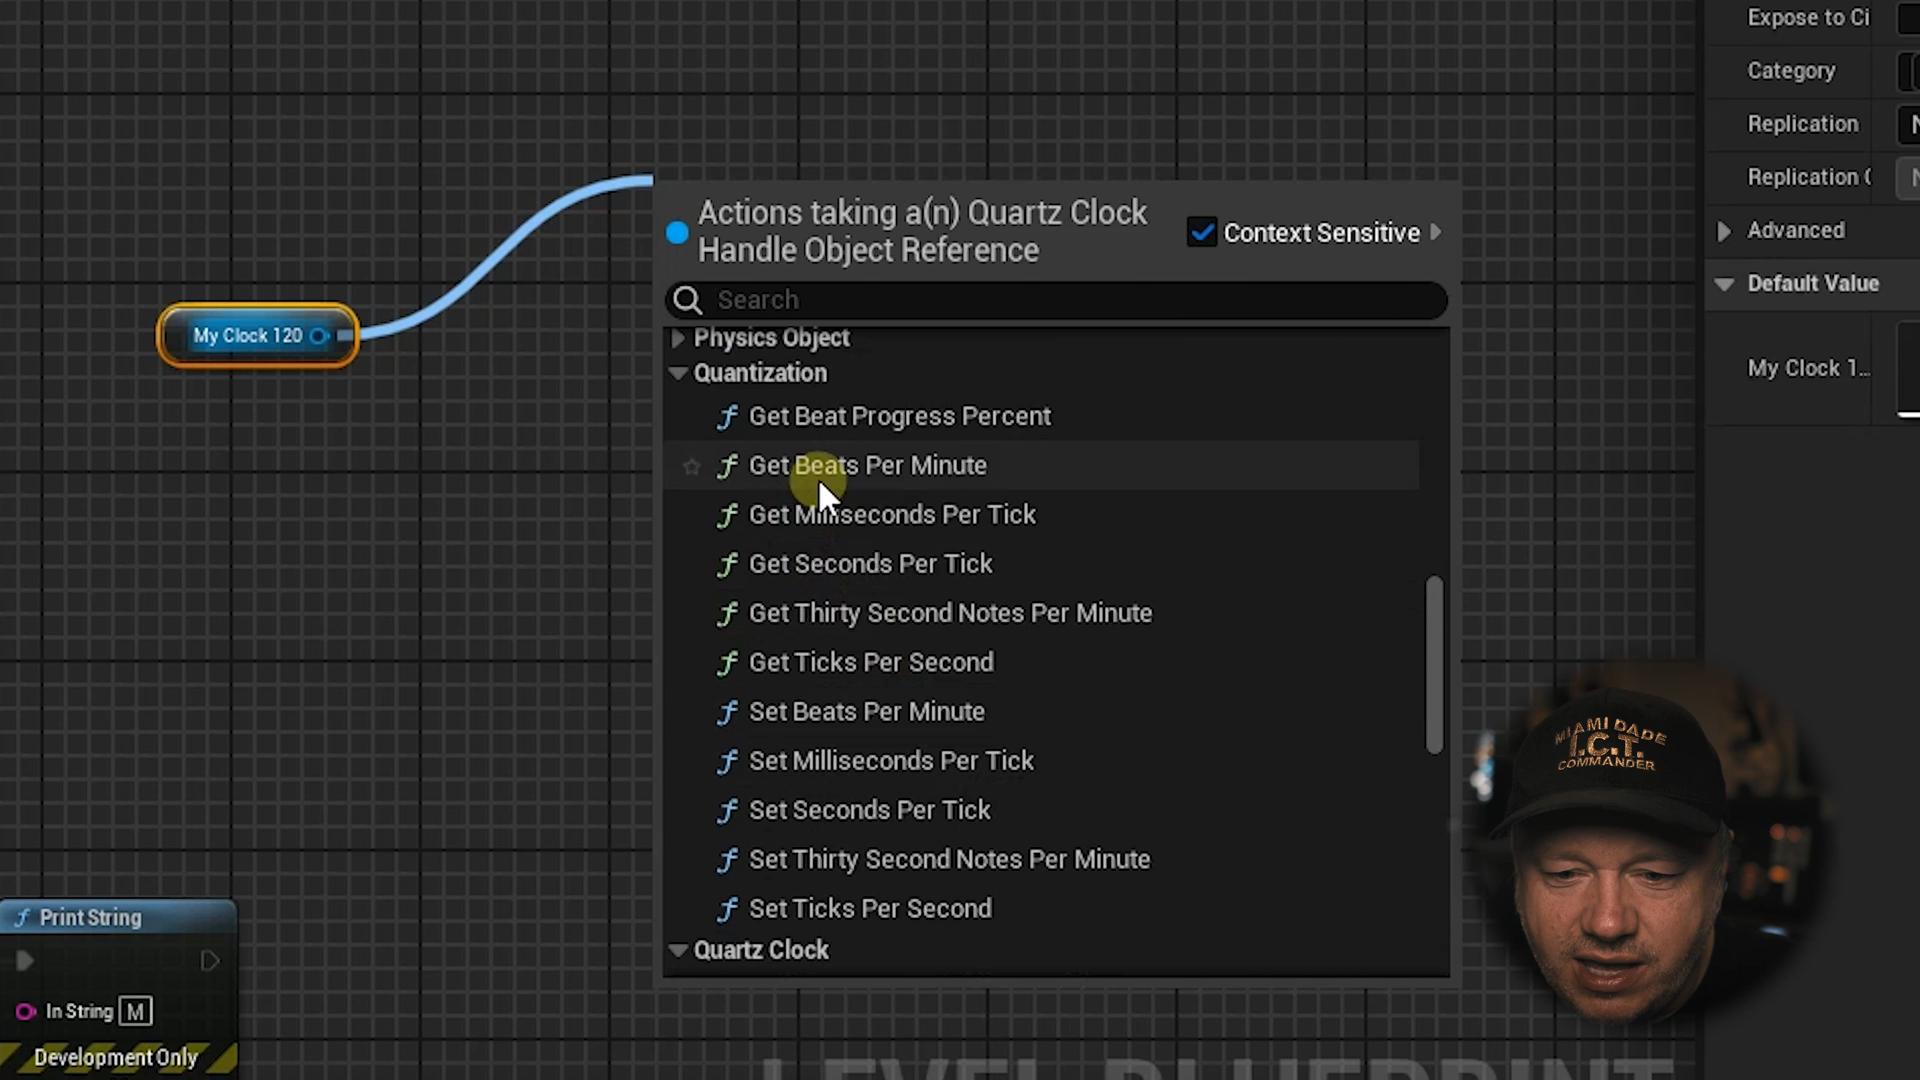 Expose to Ci
Category
Replication
Replication
Advanced
Default Value
My Clock 1...
Actions taking a(n) Quartz Clock
Handle Object Reference
Context Sensitive
Search
My Clock 120
Physics Object
Quantization
f Get Beat Progress Percent
f Get Beats Per Minute
f Get Milliseconds Per Tick
f Get Seconds Per Tick
f Get Thirty Second Notes Per Minute
f Get Ticks Per Second
f Set Beats Per Minute
f Set Milliseconds Per Tick
f Set Seconds Per Tick
f Set Thirty Second Notes Per Minute
f Set Ticks Per Second
Quartz Clock
MIAMI DADE
I.C.T.
COMMANDER
f Print String
In String M
Development Only
LEVEL BLUEPRINT